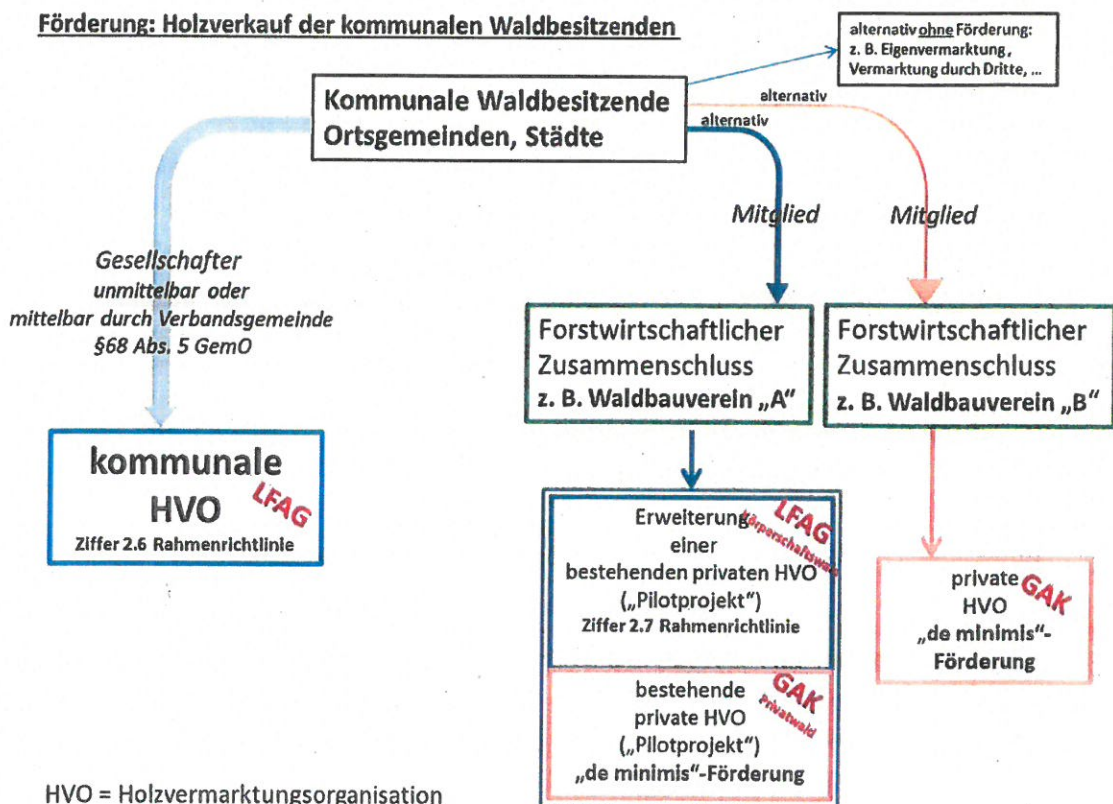 Förderung: Holzverkauf der kommunalen Waldbesitzenden
alternativ ohne Förderung:
z. B. Eigenvermarktung,
Vermarktung durch Dritte, ...
Kommunale Waldbesitzende
Ortsgemeinden, Städte
alternativ
alternativ
Mitglied
Mitglied
Gesellschafter
unmittelbar oder
mittelbar durch Verbandsgemeinde
§68 Abs. 5 GemO
Forstwirtschaftlicher
Zusammenschluss
z. B. Waldbauverein „A“
Forstwirtschaftlicher
Zusammenschluss
z. B. Waldbauverein „B“
kommunale
HVO
LFAG
Ziffer 2.6 Rahmenrichtlinie
Erweiterung
einer
bestehenden privaten HVO
(„Pilotprojekt“)
Ziffer 2.7 Rahmenrichtlinie
LFAG
Körperschaftswald
private
HVO
„de minimis“-
Förderung
GAK
bestehende
private HVO
(„Pilotprojekt“)
„de minimis“-Förderung
GAK
Privatwald
HVO = Holzvermarktungsorganisation